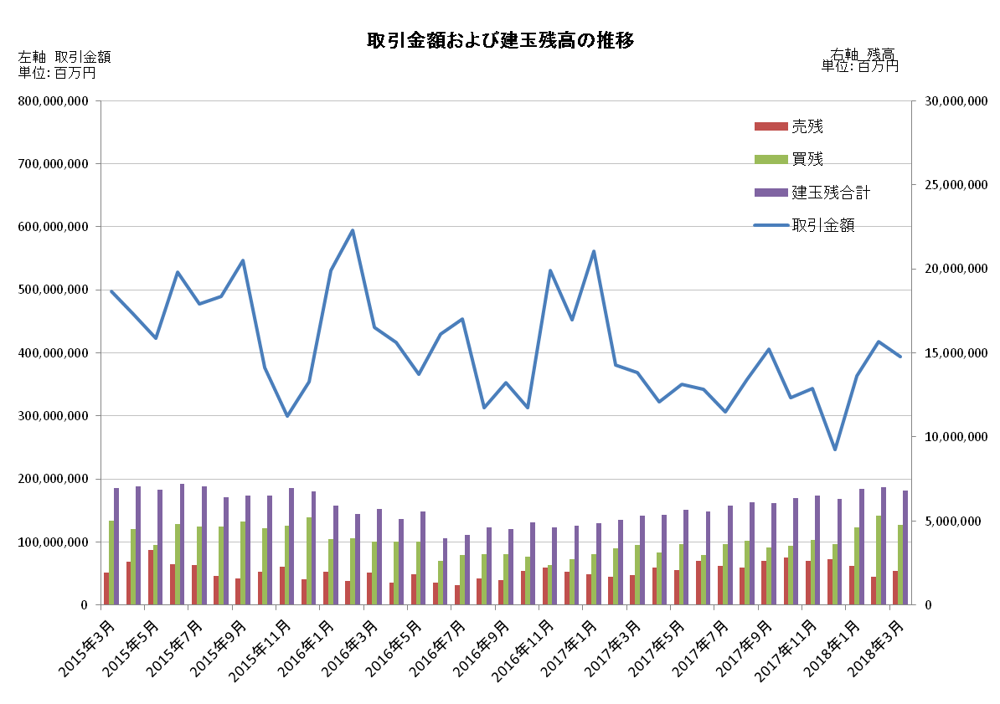 取引金額および建玉残高の推移
左軸　取引金額
単位：百万円
右軸　残高
単位：百万円
800,000,000
700,000,000
600,000,000
500,000,000
400,000,000
300,000,000
200,000,000
100,000,000
0
30,000,000
25,000,000
20,000,000
15,000,000
10,000,000
5,000,000
0
売残
買残
建玉残合計
取引金額
2015年3月
2015年5月
2015年7月
2015年9月
2015年11月
2016年1月
2016年3月
2016年5月
2016年7月
2016年9月
2016年11月
2017年1月
2017年3月
2017年5月
2017年7月
2017年9月
2017年11月
2018年1月
2018年3月